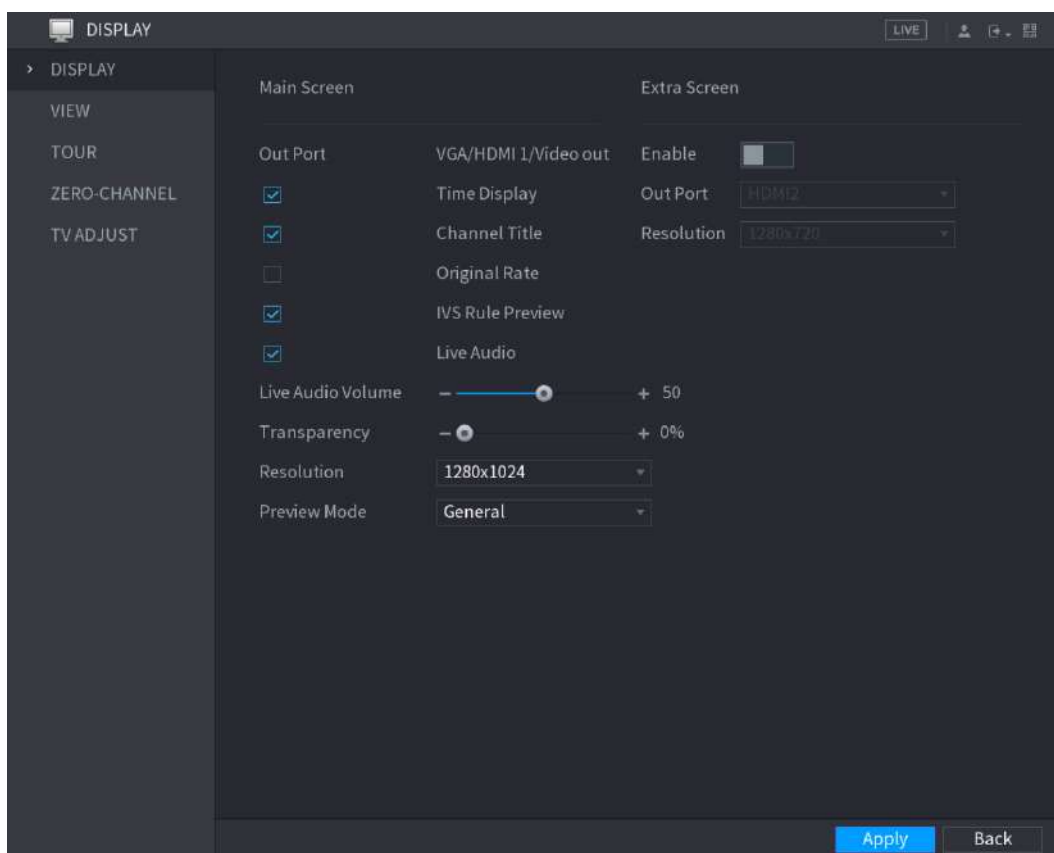 DISPLAY
LIVE
DISPLAY
VIEW
TOUR
ZERO-CHANNEL
TV ADJUST
Main Screen
Extra Screen
Out Port VGA/HDMI 1/Video out Enable
Time Display Out Port HDMI2
Channel Title Resolution 1280x720
Original Rate
IVS Rule Preview
Live Audio
Live Audio Volume − + 50
Transparency − + 0%
Resolution 1280x1024
Preview Mode General
Apply Back